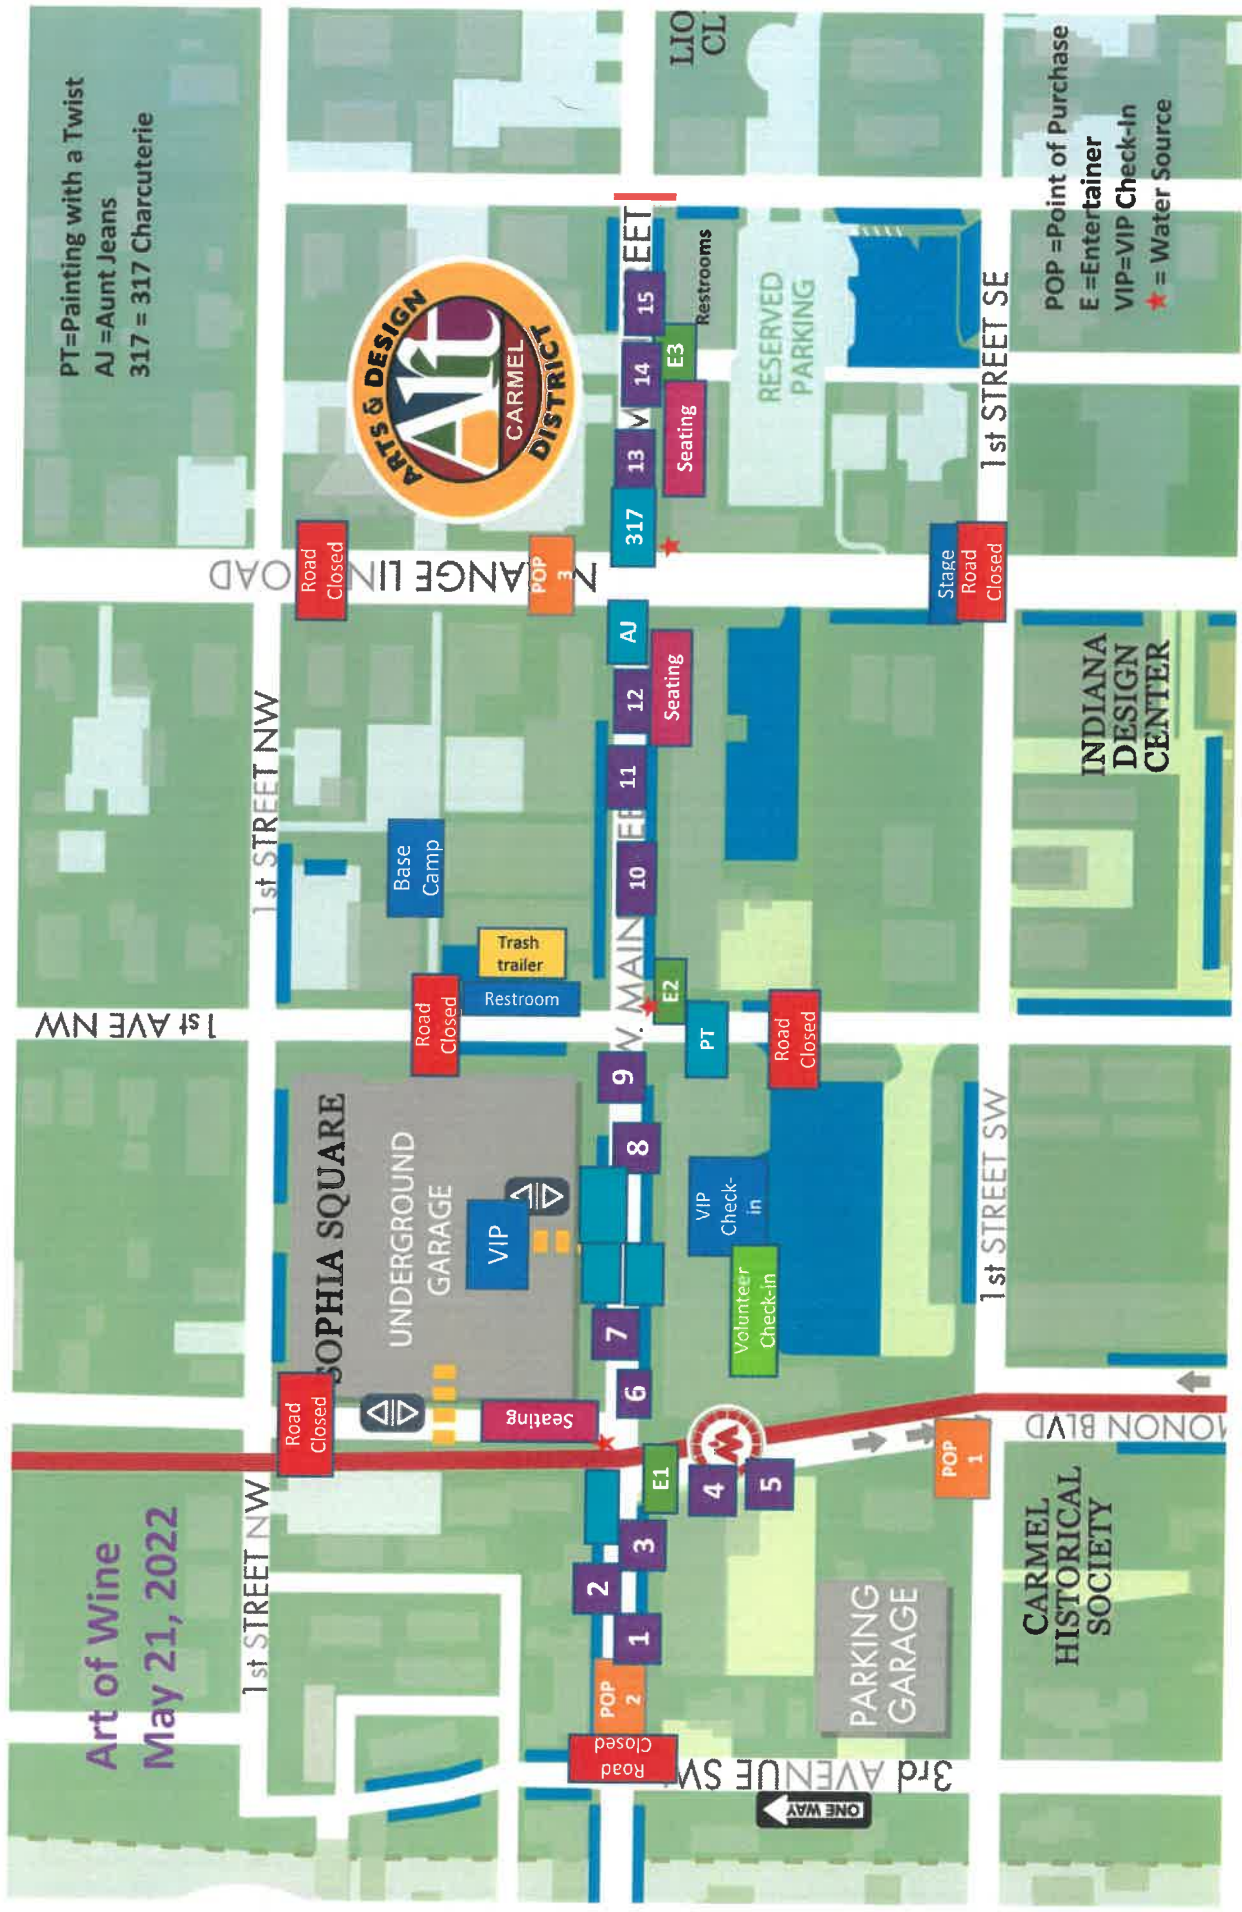 Art of Wine
May 21, 2022
PT=Painting with a Twist
AJ =Aunt Jeans
317 = 317 Charcuterie
1st STREET NW
1st AVE NW
1st STREET NW
Road
Closed
SOPHIA SQUARE
UNDERGROUND
GARAGE
VIP
Seating
Road
Closed
Restroom
Trash
trailer
Base
Camp
Road
Closed
POP
3
ARTS & DESIGN
Art
CARMEL
DISTRICT
Road
Closed
POP
2
1
2
3
6
7
8
9
W. MAIN
10
11
12
AJ
317
13
14
15
E1
4
5
M
E2
PT
Seating
Seating
E3
Restrooms
Volunteer
Check-in
VIP
Check-
in
Road
Closed
RESERVED
PARKING
LIO
CL
3rd AVENUE SW
ONE WAY
PARKING
GARAGE
POP
1
Stage
Road
Closed
1st STREET SW
1st STREET SE
CARMEL
HISTORICAL
SOCIETY
MONON BLVD
INDIANA
DESIGN
CENTER
POP =Point of Purchase
E =Entertainer
VIP=VIP Check-In
★ = Water Source